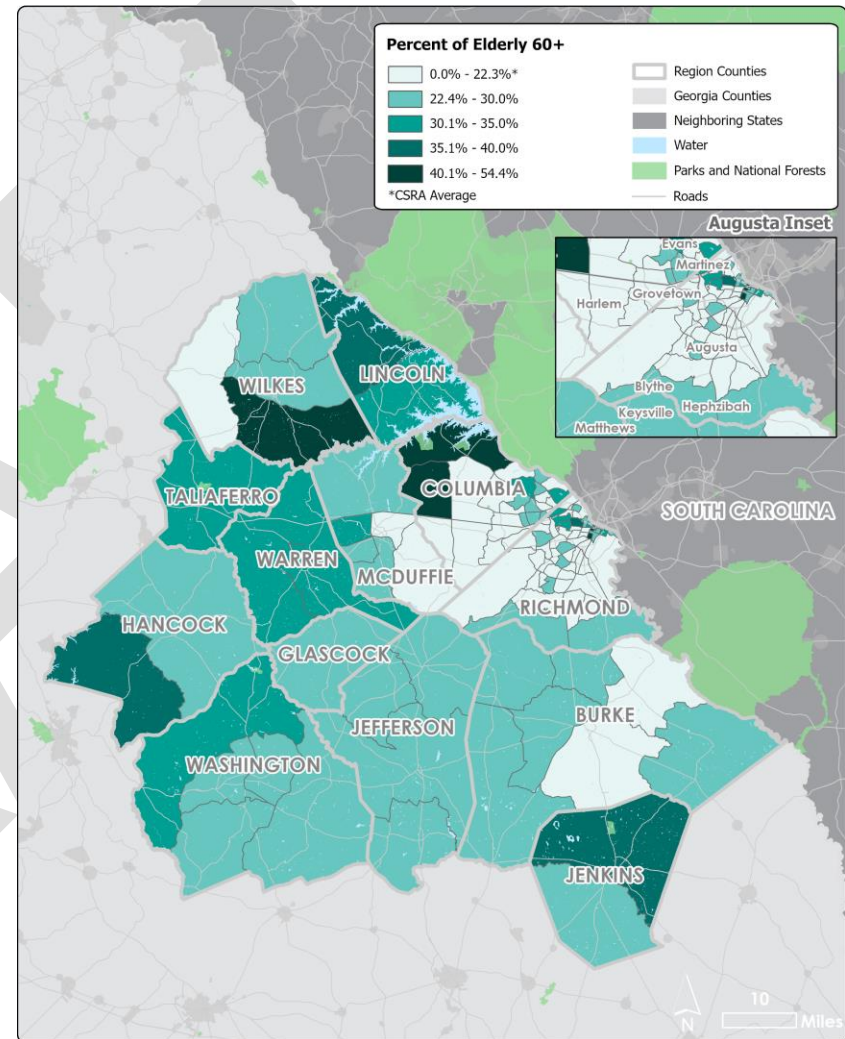 Percent of Elderly 60+
0.0% - 22.3%*
22.4% - 30.0%
30.1% - 35.0%
35.1% - 40.0%
40.1% - 54.4%
*CSRA Average
Region Counties
Georgia Counties
Neighboring States
Water
Parks and National Forests
Roads
Augusta Inset
Evans
Martinez
Grovetown
Harlem
Augusta
Blythe
Hephzibah
Keysville
Matthews
WILKES
LINCOLN
TALIAFERRO
COLUMBIA
SOUTH CAROLINA
WARREN
MCDUFFIE
RICHMOND
HANCOCK
GLASCOCK
JEFFERSON
BURKE
WASHINGTON
JENKINS
N
10
Miles